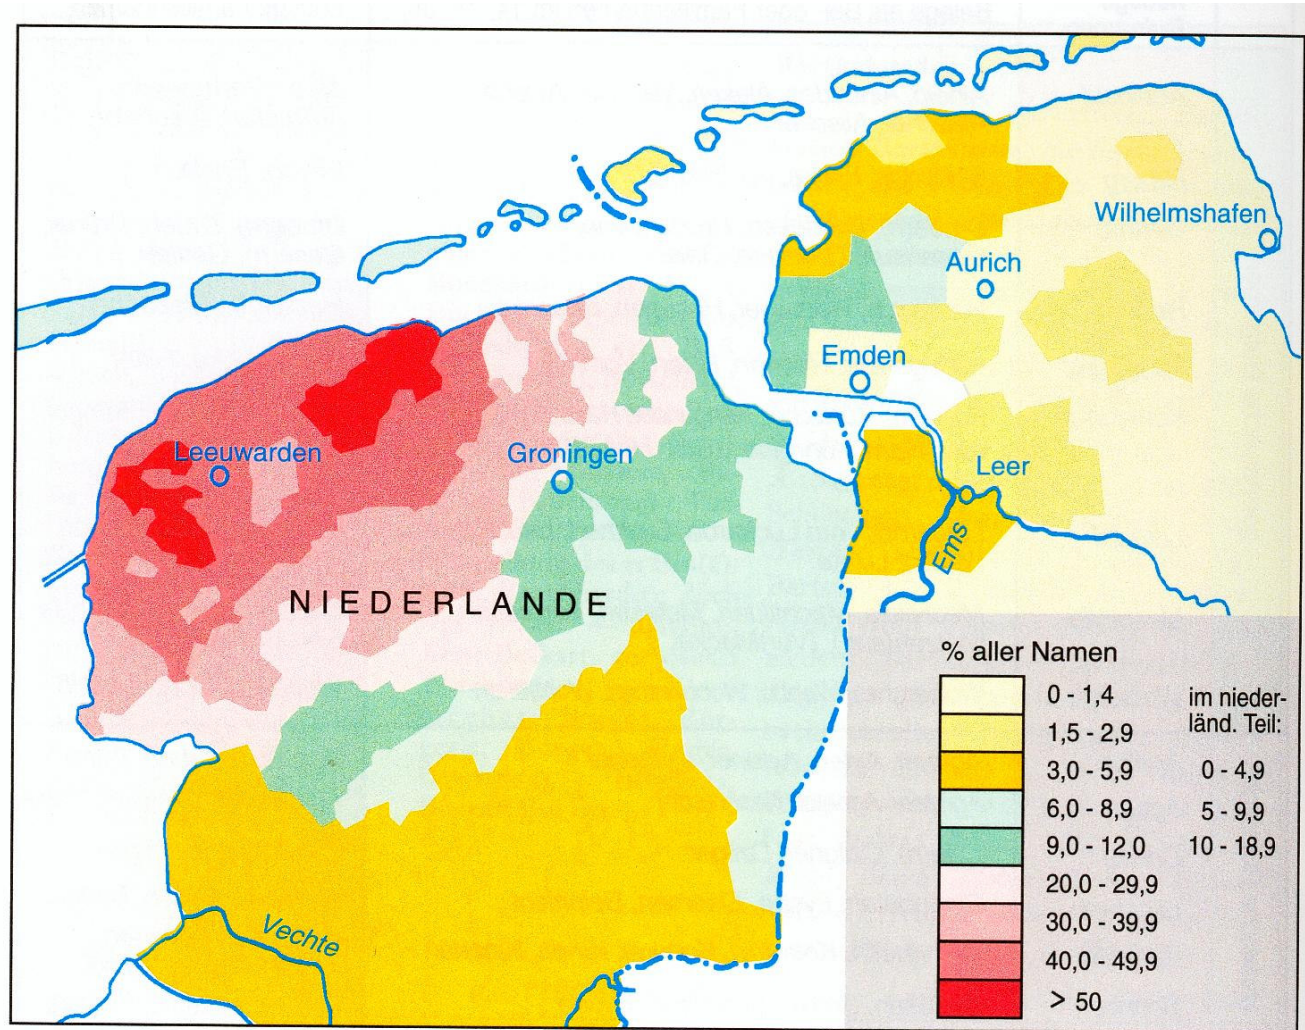 Wilhelmshafen
Aurich
Emden
Leeuwarden
Groningen
Leer
Ems
NIEDERLANDE
Vechte
% aller Namen
im nieder-
länd. Teil:
0 - 1,4
1,5 - 2,9
3,0 - 5,9 0 - 4,9
6,0 - 8,9 5 - 9,9
9,0 - 12,0 10 - 18,9
20,0 - 29,9
30,0 - 39,9
40,0 - 49,9
> 50